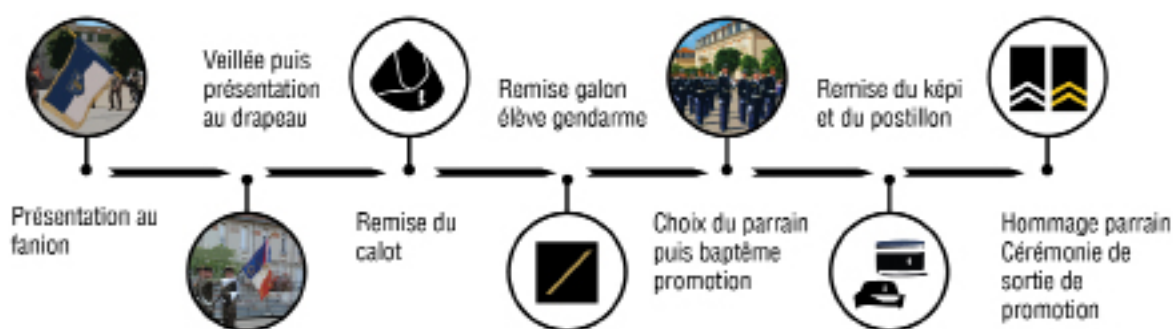 Présentation au
fanion
Veillée puis
présentation
au drapeau
Remise du
calot
Remise galon
élève gendarme
Choix du parrain
puis baptême
promotion
Remise du képi
et du postillon
Hommage parrain
Cérémonie de
sortie de
promotion